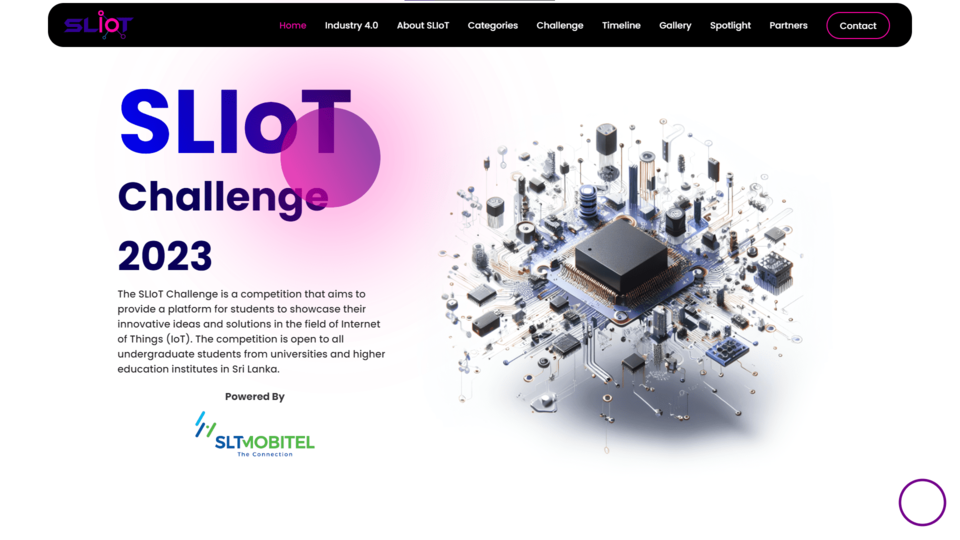 SLIOT
Home
Industry 4.0
About SLIoT
Categories
Challenge
Timeline
Gallery
Spotlight
Partners
Contact
SLIoT
Challenge
2023
The SLIoT Challenge is a competition that aims to
provide a platform for students to showcase their
innovative ideas and solutions in the field of Internet
of Things (IoT). The competition is open to all
undergraduate students from universities and higher
education institutes in Sri Lanka.
Powered By
SLTMOBITEL
The Connection